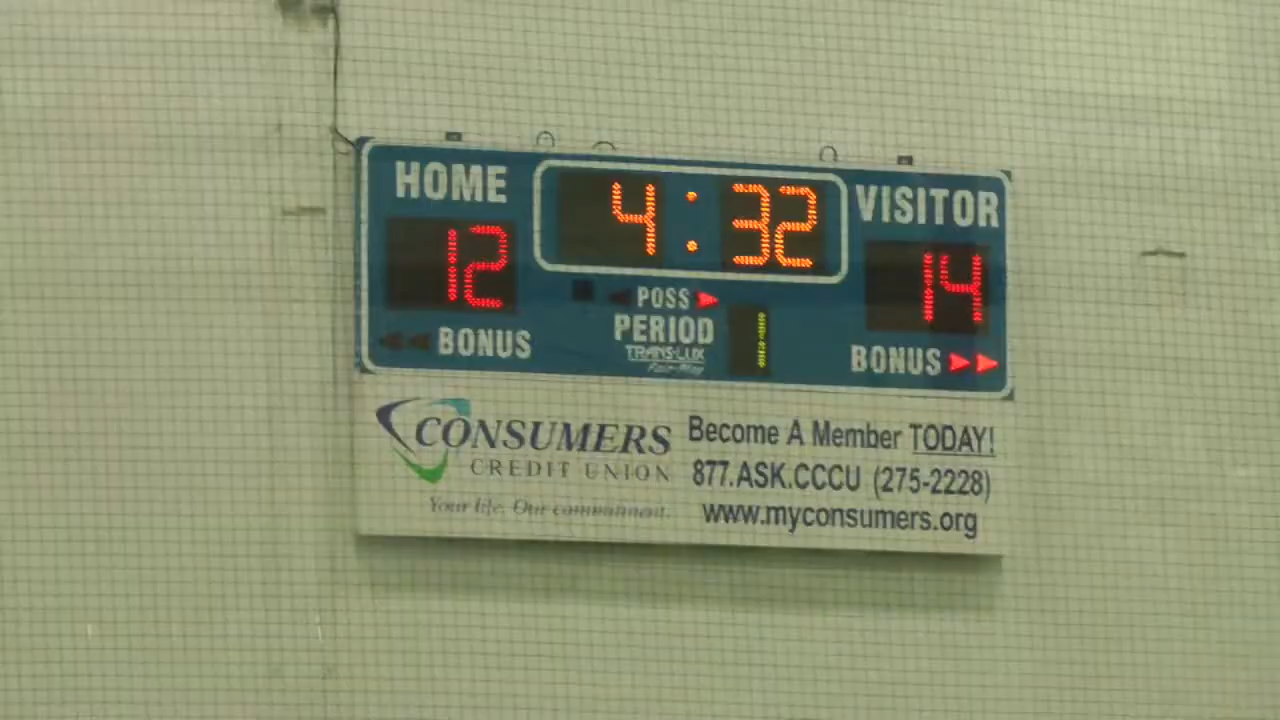 HOME
4:32
VISITOR
12
14
POSS
PERIOD
1
BONUS
TRANS-LUX
Fair-Play
BONUS
CONSUMERS
CREDIT UNION
Your life. Our commitment.
Become A Member TODAY!
877.ASK.CCCU (275-2228)
www.myconsumers.org